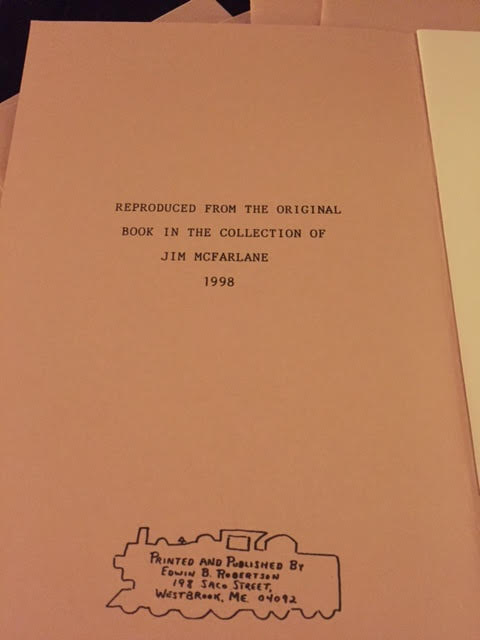 REPRODUCED FROM THE ORIGINAL
BOOK IN THE COLLECTION OF
JIM MCFARLANE
1998
PRINTED AND PUBLISHED BY
EDWIN B. ROBERTSON
198 SACO STREET,
WESTBROOK, ME 04092